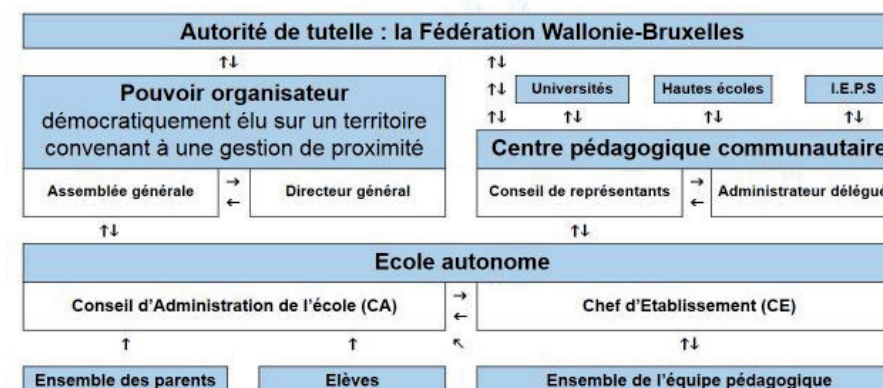 Autorité de tutelle : la Fédération Wallonie-Bruxelles
↑↓ ↑↓
Pouvoir organisateur
démocratiquement élu sur un territoire
convenant à une gestion de proximité
Assemblée générale → ← Directeur général
↑↓ Universités Hautes écoles I.E.P.S
↑↓ ↑↓ ↑↓ ↑↓
Centre pédagogique communautaire
Conseil de représentants → ← Administrateur délégué
↑↓ ↑↓
Ecole autonome
Conseil d'Administration de l'école (CA) → ← Chef d'Etablissement (CE)
↑ ↑ ↖ ↑↓
Ensemble des parents Elèves Ensemble de l'équipe pédagogique